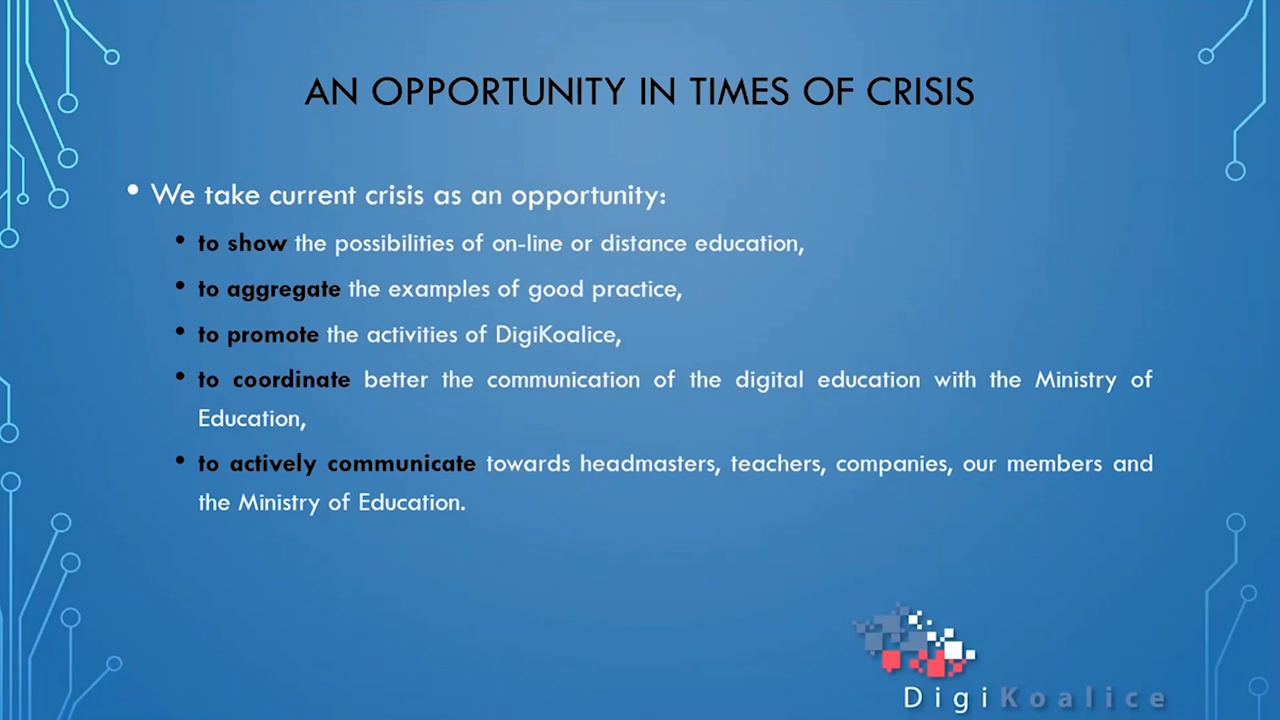 AN OPPORTUNITY IN TIMES OF CRISIS
• We take current crisis as an opportunity:
• to show the possibilities of on-line or distance education,
• to aggregate the examples of good practice,
• to promote the activities of DigiKoalice,
• to coordinate better the communication of the digital education with the Ministry of
Education,
• to actively communicate towards headmasters, teachers, companies, our members and
the Ministry of Education.
DigiKoalice